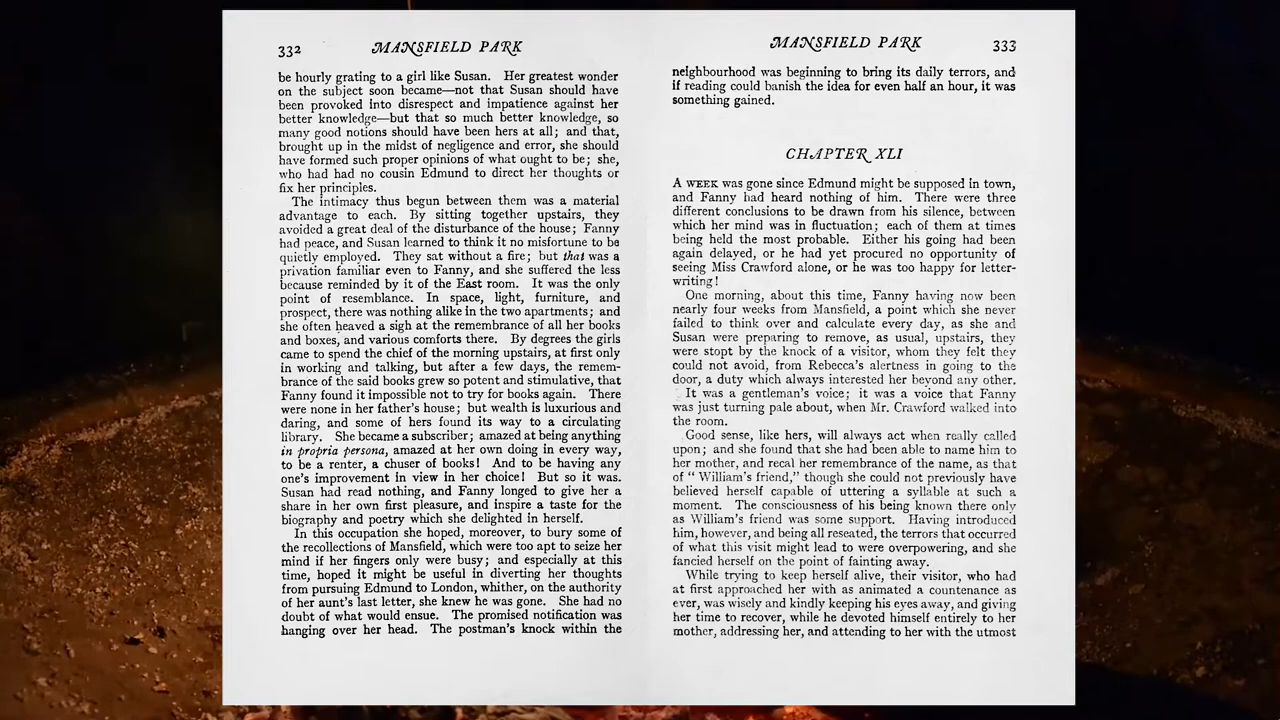 332
MANSFIELD PARK
be hourly grating to a girl like Susan. Her greatest wonder
on the subject soon became—not that Susan should have
been provoked into disrespect and impatience against her
better knowledge—but that so much better knowledge, so
many good notions should have been hers at all; and that,
brought up in the midst of negligence and error, she should
have formed such proper opinions of what ought to be; she,
who had had no cousin Edmund to direct her thoughts or
fix her principles.
The intimacy thus begun between them was a material
advantage to each. By sitting together upstairs, they
avoided a great deal of the disturbance of the house; Fanny
had peace, and Susan learned to think it no misfortune to be
quietly employed. They sat without a fire; but that was a
privation familiar even to Fanny, and she suffered the less
because reminded by it of the East room. It was the only
point of resemblance. In space, light, furniture, and
prospect, there was nothing alike in the two apartments; and
she often heaved a sigh at the remembrance of all her books
and boxes, and various comforts there. By degrees the girls
came to spend the chief of the morning upstairs, at first only
in working and talking, but after a few days, the remem-
brance of the said books grew so potent and stimulative, that
Fanny found it impossible not to try for books again. There
were none in her father's house; but wealth is luxurious and
daring, and some of hers found its way to a circulating
library. She became a subscriber; amazed at being anything
in propria persona, amazed at her own doing in every way,
to be a renter, a chuser of books! And to be having any
one's improvement in view in her choice! But so it was.
Susan had read nothing, and Fanny longed to give her a
share in her own first pleasure, and inspire a taste for the
biography and poetry which she delighted in herself.
In this occupation she hoped, moreover, to bury some of
the recollections of Mansfield, which were too apt to seize her
mind if her fingers only were busy; and especially at this
time, hoped it might be useful in diverting her thoughts
from pursuing Edmund to London, whither, on the authority
of her aunt's last letter, she knew he was gone. She had no
doubt of what would ensue. The promised notification was
hanging over her head. The postman's knock within the
MANSFIELD PARK
333
neighbourhood was beginning to bring its daily terrors, and
if reading could banish the idea for even half an hour, it was
something gained.
CHAPTER XLI
A WEEK was gone since Edmund might be supposed in town,
and Fanny had heard nothing of him. There were three
different conclusions to be drawn from his silence, between
which her mind was in fluctuation; each of them at times
being held the most probable. Either his going had been
again delayed, or he had yet procured no opportunity of
seeing Miss Crawford alone, or he was too happy for letter-
writing!
One morning, about this time, Fanny having now been
nearly four weeks from Mansfield, a point which she never
failed to think over and calculate every day, as she and
Susan were preparing to remove, as usual, upstairs, they
were stopt by the knock of a visitor, whom they felt they
could not avoid, from Rebecca's alertness in going to the
door, a duty which always interested her beyond any other.
It was a gentleman's voice; it was a voice that Fanny
was just turning pale about, when Mr. Crawford walked into
the room.
Good sense, like hers, will always act when really called
upon; and she found that she had been able to name him to
her mother, and recal her remembrance of the name, as that
of "William's friend," though she could not previously have
believed herself capable of uttering a syllable at such a
moment. The consciousness of his being known there only
as William's friend was some support. Having introduced
him, however, and being all reseated, the terrors that occurred
of what this visit might lead to were overpowering, and she
fancied herself on the point of fainting away.
While trying to keep herself alive, their visitor, who had
at first approached her with as animated a countenance as
ever, was wisely and kindly keeping his eyes away, and giving
her time to recover, while he devoted himself entirely to her
mother, addressing her, and attending to her with the utmost